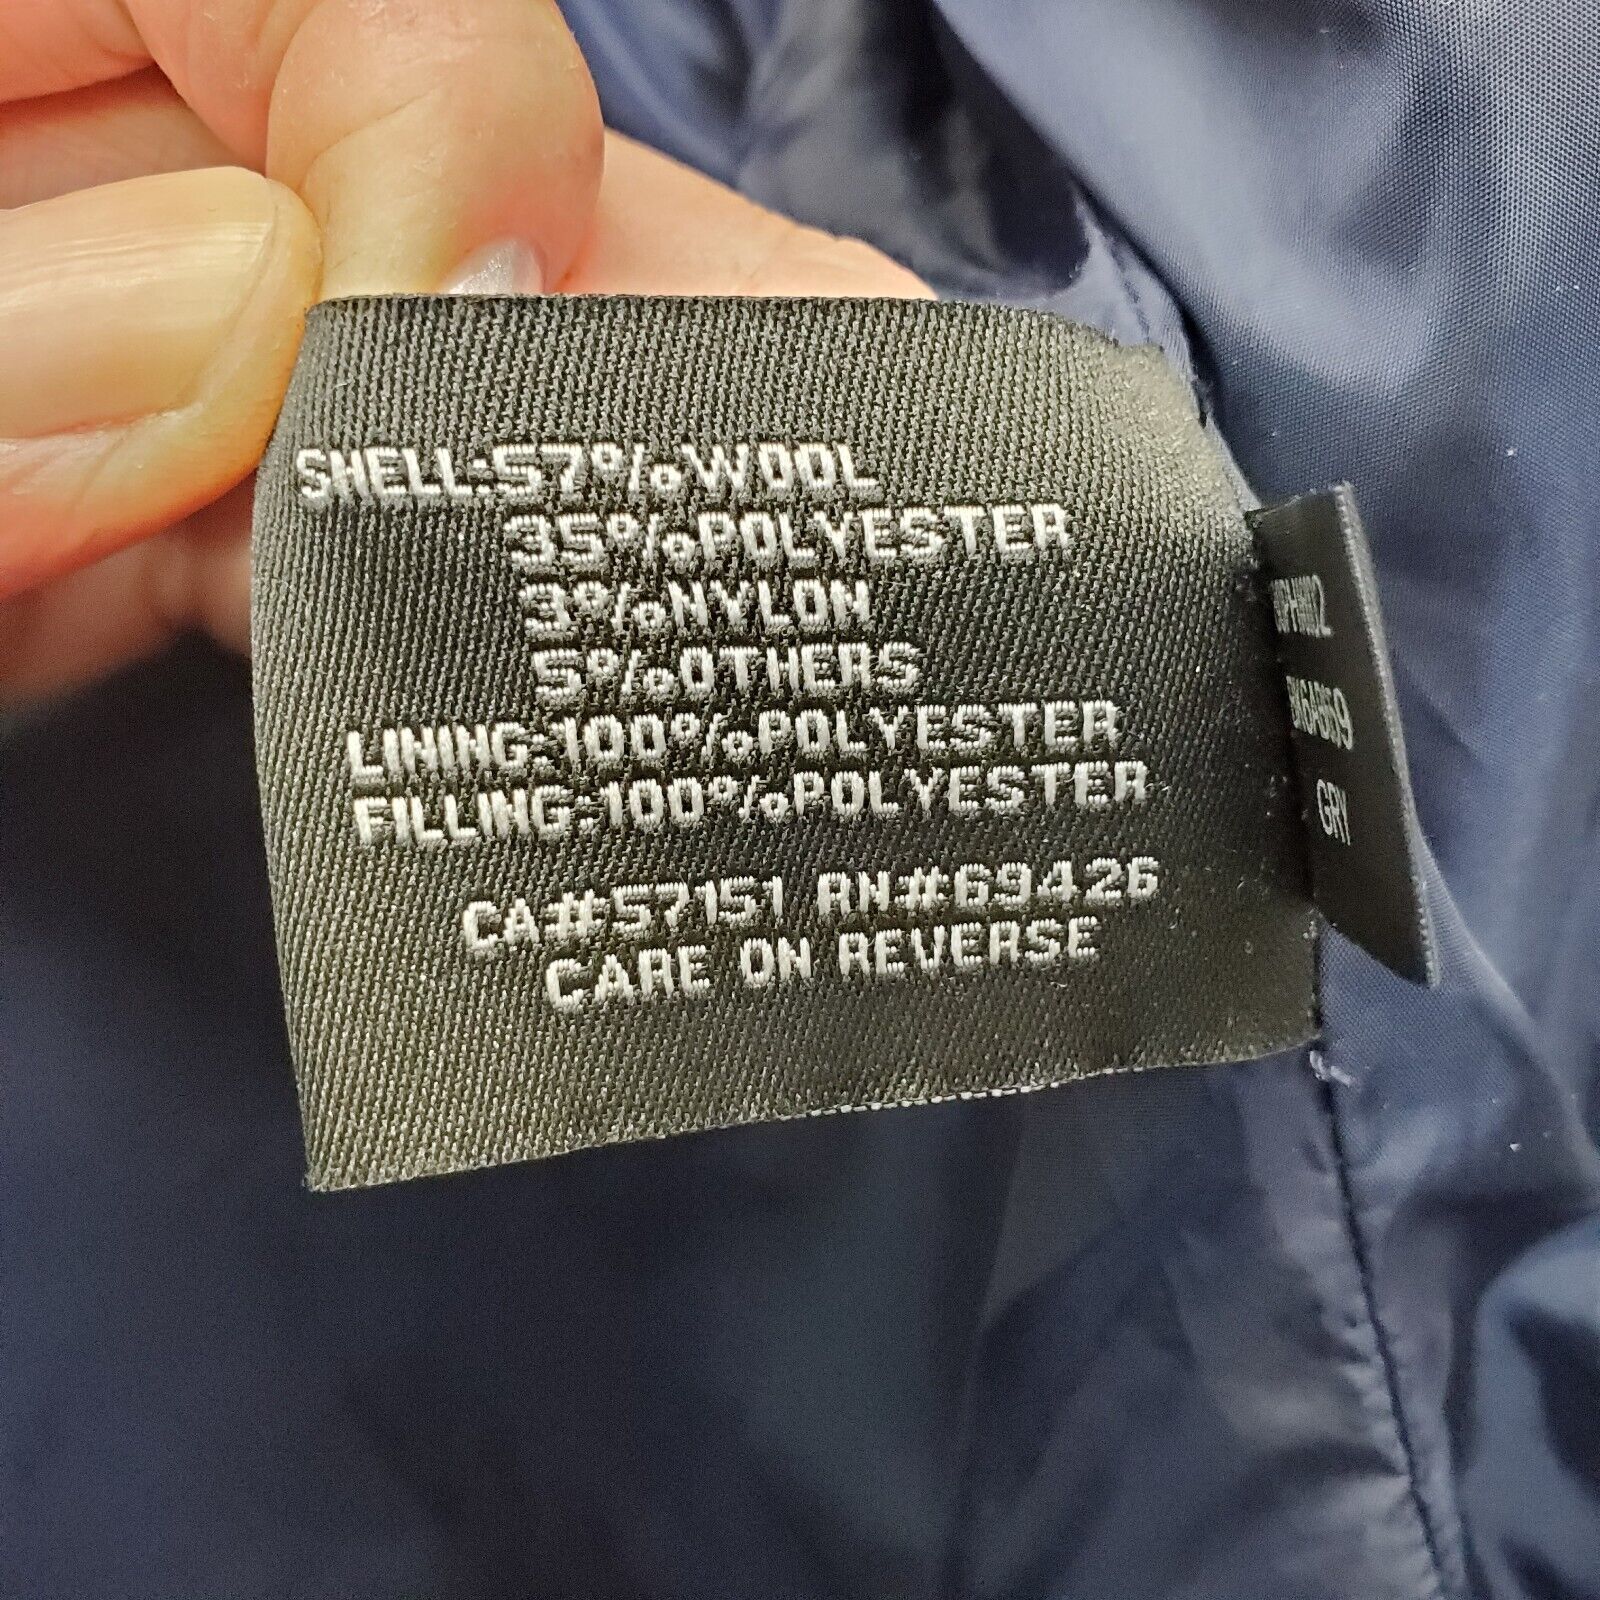 SHELL:57%WOOL
35%POLYESTER
3%NYLON
5%OTHERS
LINING:100%POLYESTER
FILLING:100%POLYESTER
CA#57151 RN#69426
CARE ON REVERSE
GRY